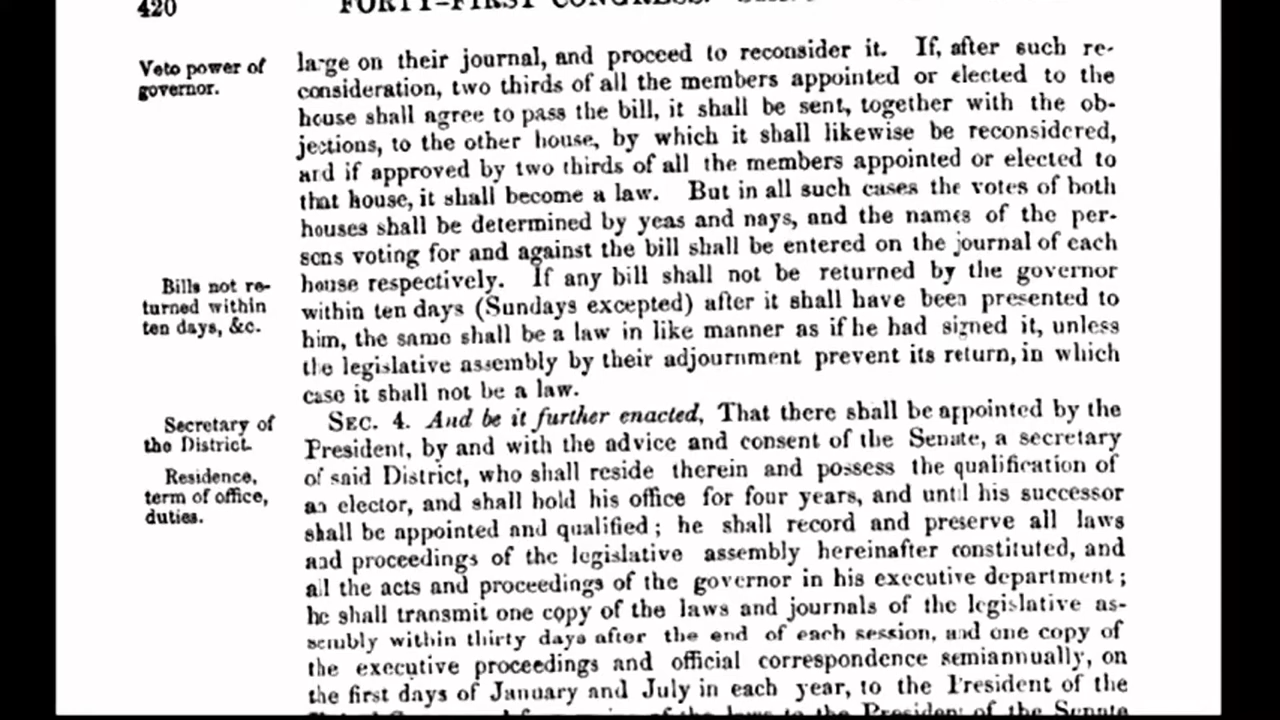 420
FORTY-FIRST CONGRESS.
Veto power of
governor.
large on their journal, and proceed to reconsider it. If, after such re-
consideration, two thirds of all the members appointed or elected to the
house shall agree to pass the bill, it shall be sent, together with the ob-
jections, to the other house, by which it shall likewise be reconsidered,
and if approved by two thirds of all the members appointed or elected to
that house, it shall become a law. But in all such cases the votes of both
houses shall be determined by yeas and nays, and the names of the per-
sons voting for and against the bill shall be entered on the journal of each
Bills not re-
turned within
ten days, &c.
house respectively. If any bill shall not be returned by the governor
within ten days (Sundays excepted) after it shall have been presented to
him, the same shall be a law in like manner as if he had signed it, unless
the legislative assembly by their adjournment prevent its return, in which
case it shall not be a law.
Secretary of
the District.
SEC. 4. And be it further enacted, That there shall be appointed by the
President, by and with the advice and consent of the Senate, a secretary
Residence,
term of office,
duties.
of said District, who shall reside therein and possess the qualification of
an elector, and shall hold his office for four years, and until his successor
shall be appointed and qualified; he shall record and preserve all laws
and proceedings of the legislative assembly hereinafter constituted, and
all the acts and proceedings of the governor in his executive department;
he shall transmit one copy of the laws and journals of the legislative as-
sembly within thirty days after the end of each session, and one copy of
the executive proceedings and official correspondence semiannually, on
the first days of January and July in each year, to the President of the
of the laws to the President of the Senate